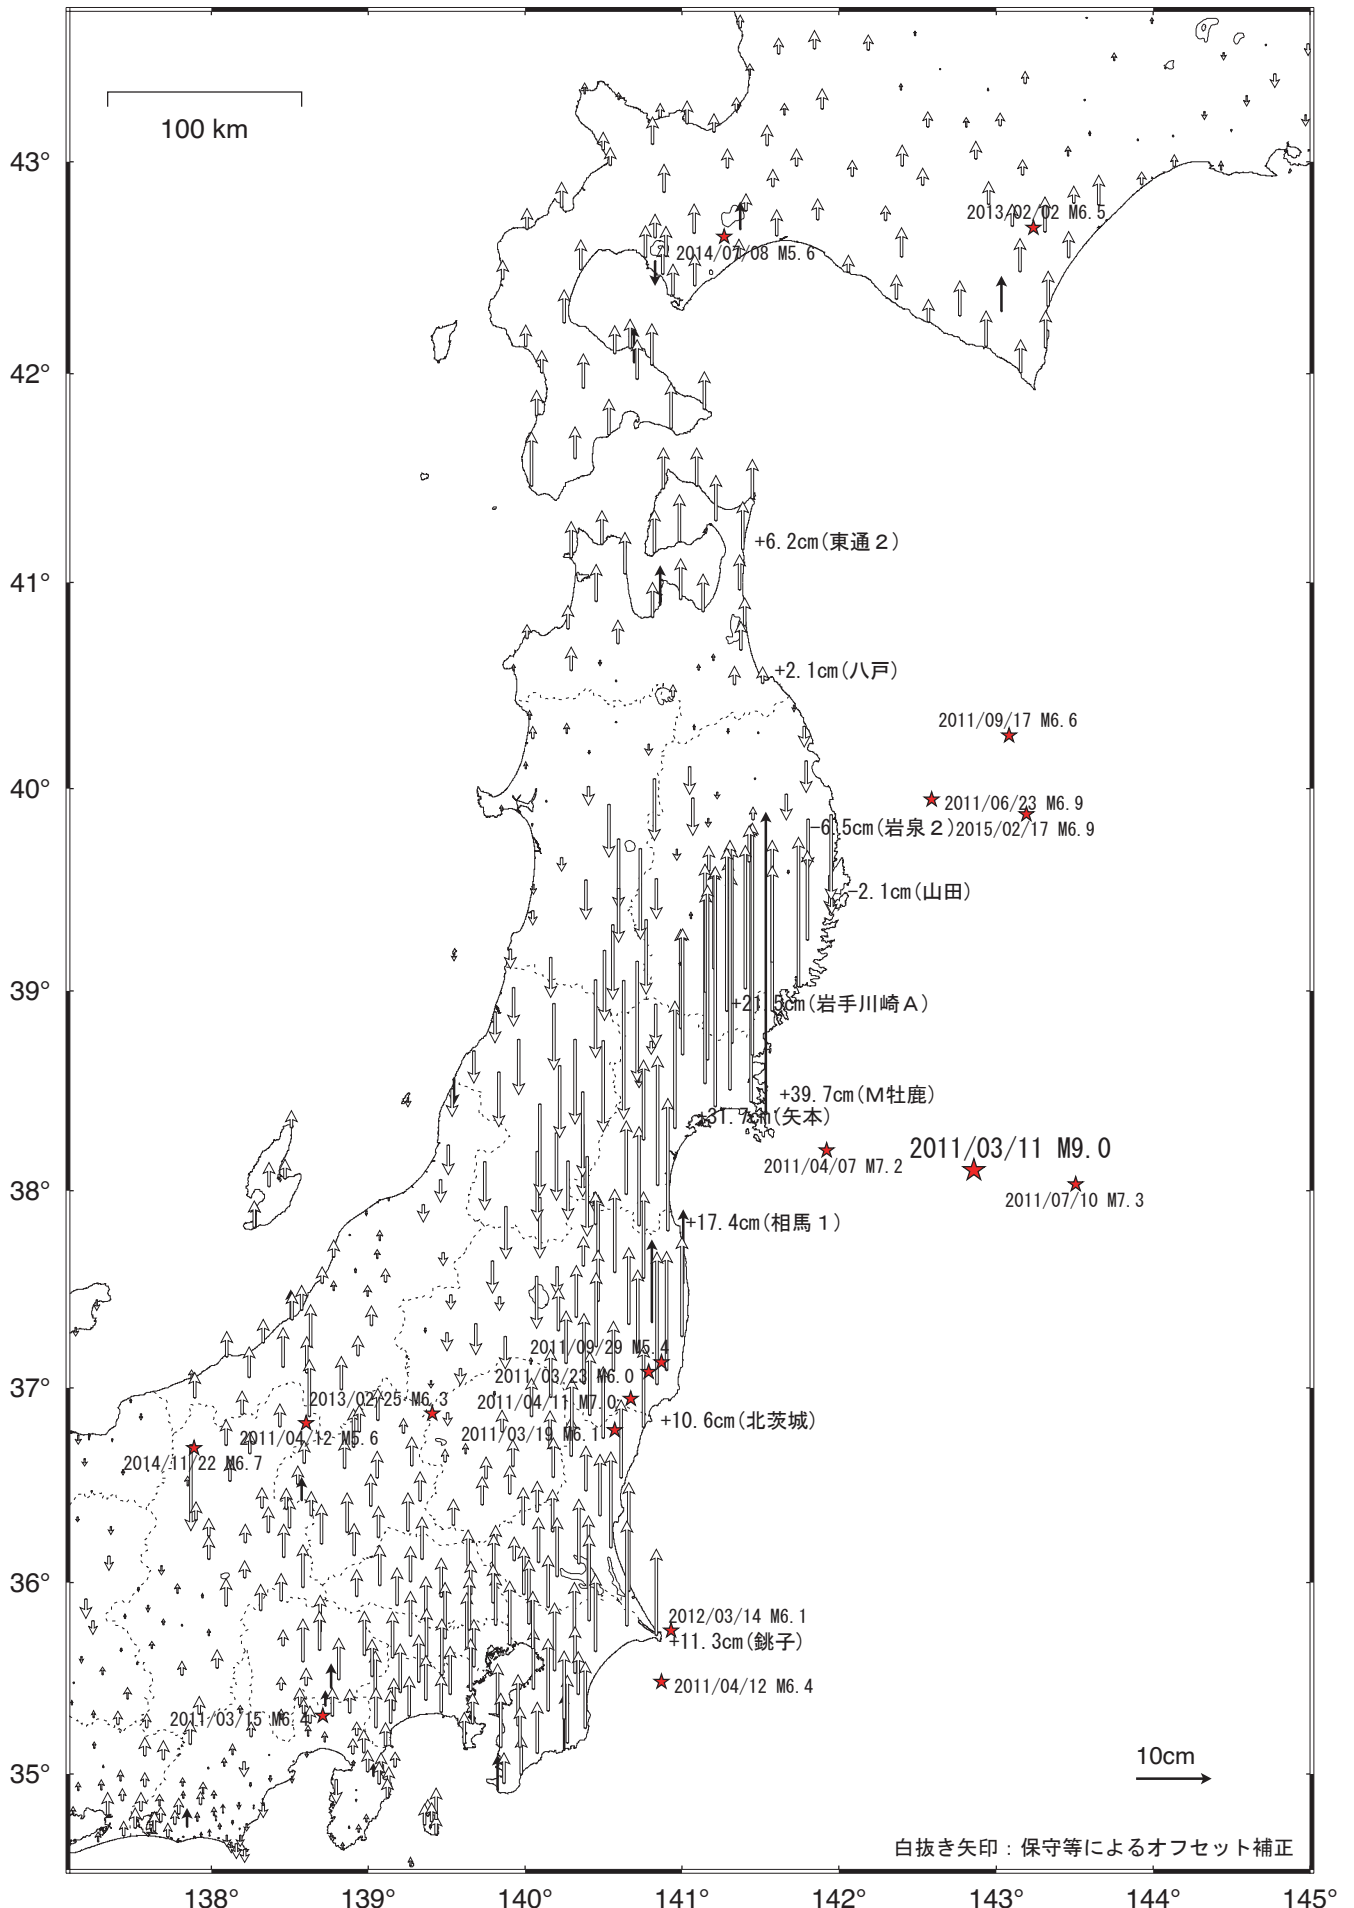 100 km
43°
2013/02/02 M6.5
2014/07/08 M5.6
42°
+6.2cm(東通２)
41°
+2.1cm(八戸)
2011/09/17 M6.6
40°
2011/06/23 M6.9
-6.5cm(岩泉２)2015/02/17 M6.9
-2.1cm(山田)
39°
+21.5cm(岩手川崎Ａ)
+39.7cm(Ｍ牡鹿)
+31.7cm(矢本)
2011/03/11 M9.0
2011/04/07 M7.2
38°
2011/07/10 M7.3
+17.4cm(相馬１)
2011/09/29 M5.4
2011/03/23 M6.0
37°
2013/02/25 M6.3
2011/04/11 M7.0
+10.6cm(北茨城)
2011/04/12 M5.6
2011/03/19 M6.1
2014/11/22 M6.7
36°
2012/03/14 M6.1
+11.3cm(銚子)
2011/04/12 M6.4
2011/03/15 M6.4
35°
10cm
白抜き矢印：保守等によるオフセット補正
138° 139° 140° 141° 142° 143° 144° 145°